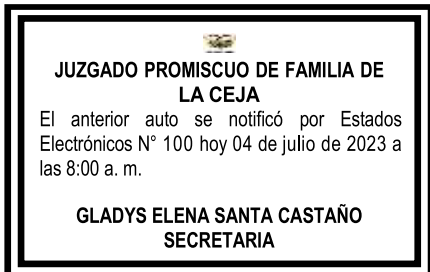 JUZGADO PROMISCUO DE FAMILIA DE
LA CEJA
El anterior auto se notificó por Estados
Electrónicos N° 100 hoy 04 de julio de 2023 a
las 8:00 a. m.
GLADYS ELENA SANTA CASTAÑO
SECRETARIA